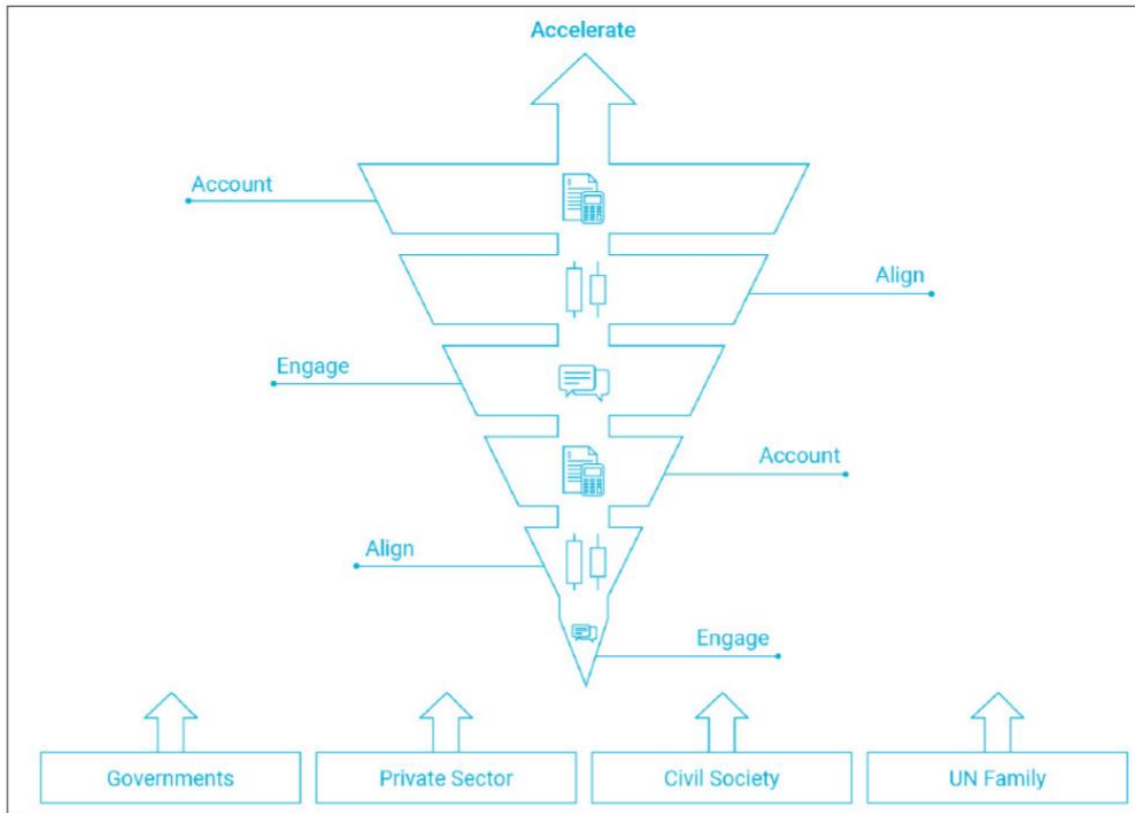 Accelerate
Account
Align
Engage
Account
Align
Engage
Governments
Private Sector
Civil Society
UN Family